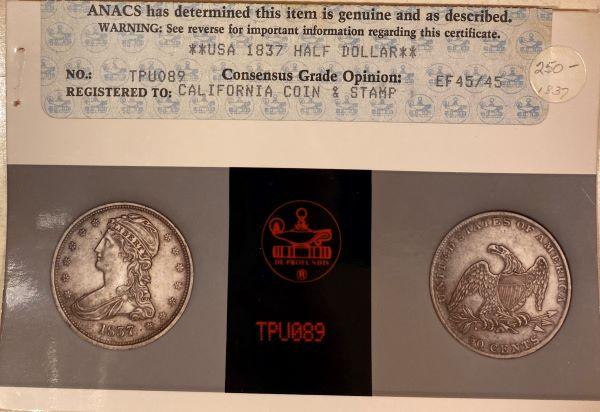 ANACS has determined this item is genuine and as described.
WARNING: See reverse for important information regarding this certificate.
**USA 1837 HALF DOLLAR**
NO.: TPU089 Consensus Grade Opinion: EF45/45
REGISTERED TO: CALIFORNIA COIN & STAMP
250-
1837
DE PROFUNDIS
®
TPU089
1837
UNITED STATES OF AMERICA
50 CENTS